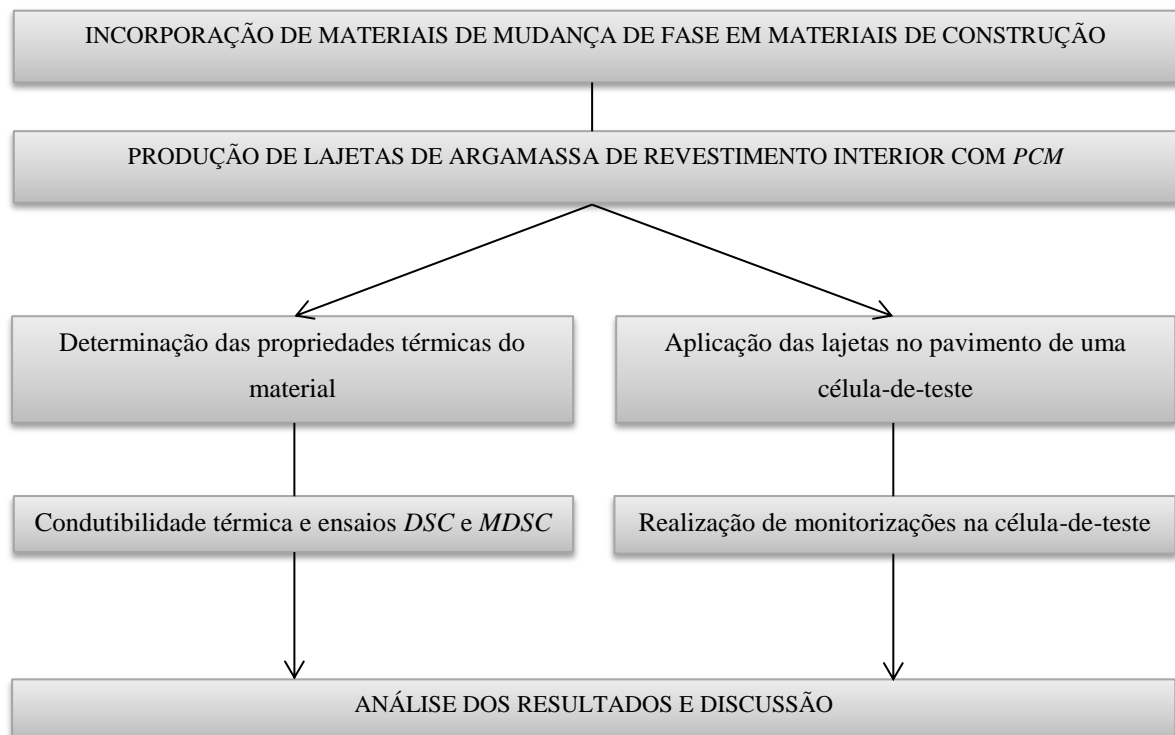 INCORPORAÇÃO DE MATERIAIS DE MUDANÇA DE FASE EM MATERIAIS DE CONSTRUÇÃO
PRODUÇÃO DE LAJETAS DE ARGAMASSA DE REVESTIMENTO INTERIOR COM PCM
Determinação das propriedades térmicas do
material
Aplicação das lajetas no pavimento de uma
célula-de-teste
Condutibilidade térmica e ensaios DSC e MDSC
Realização de monitorizações na célula-de-teste
ANÁLISE DOS RESULTADOS E DISCUSSÃO